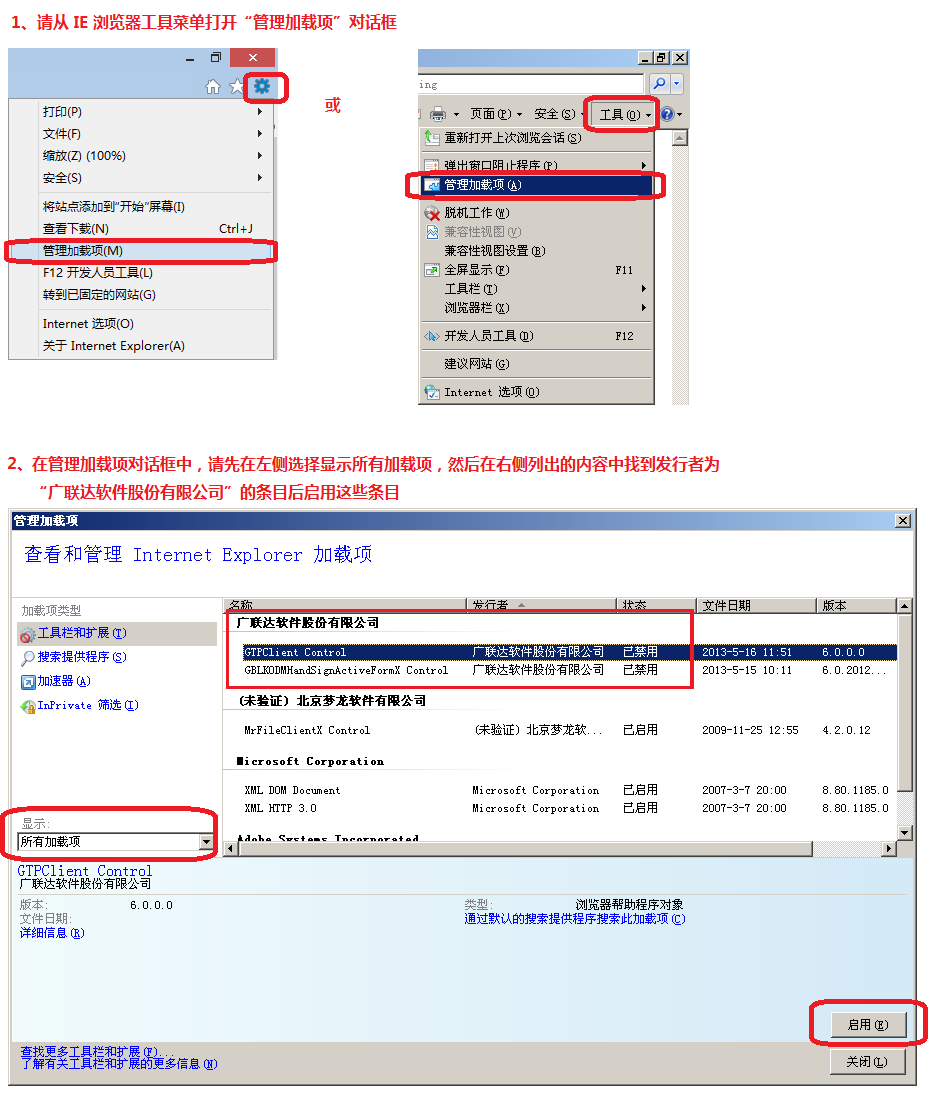 1、请从 IE 浏览器工具菜单打开“管理加载项”对话框
打印(P)
文件(F)
缩放(Z) (100%)
安全(S)
将站点添加到"开始"屏幕(I)
查看下载(N) Ctrl+J
管理加载项(M)
F12 开发人员工具(L)
转到已固定的网站(G)
Internet 选项(O)
关于 Internet Explorer(A)
或
ing
页面(P) 安全(S) 工具(O)
重新打开上次浏览会话(S)
弹出窗口阻止程序(P)
管理加载项(A)
脱机工作(W)
兼容性视图(V)
兼容性视图设置(B)
全屏显示(F) F11
工具栏(T)
浏览器栏(X)
开发人员工具(D) F12
建议网站(G)
Internet 选项(O)
2、在管理加载项对话框中，请先在左侧选择显示所有加载项，然后在右侧列出的内容中找到发行者为
“广联达软件股份有限公司”的条目后启用这些条目
管理加载项
查看和管理 Internet Explorer 加载项
加载项类型
工具栏和扩展(T)
搜索提供程序(S)
加速器(A)
InPrivate 筛选(I)
显示:
所有加载项
名称 发行者 状态 文件日期 版本
广联达软件股份有限公司
GTPClient Control 广联达软件股份有限公司 已禁用 2013-5-16 11:51 6.0.0.0
GBLKODMHandSignActiveFormX Control 广联达软件股份有限公司 已禁用 2013-5-15 10:11 6.0.2012...
(未验证) 北京梦龙软件有限公司
MrFileClientX Control (未验证) 北京梦龙软... 已启用 2009-11-25 12:55 4.2.0.12
Microsoft Corporation
XML DOM Document Microsoft Corporation 已启用 2007-3-7 20:00 8.80.1185.0
XML HTTP 3.0 Microsoft Corporation 已启用 2007-3-7 20:00 8.80.1185.0
Adobe Systems Incorporated
GTPClient Control
广联达软件股份有限公司
版本: 6.0.0.0 类型: 浏览器帮助程序对象
文件日期: 通过默认的搜索提供程序搜索此加载项(C)
详细信息(R)
启用(E)
查找更多工具栏和扩展(F)...
了解有关工具栏和扩展的更多信息(N)
关闭(L)